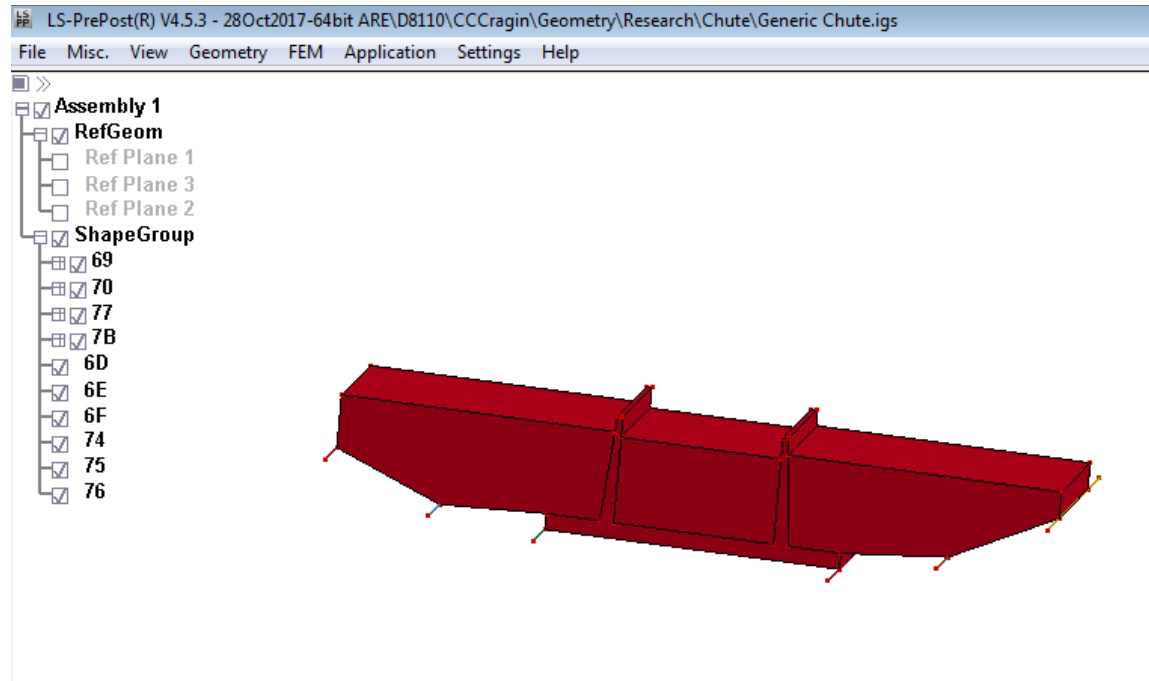 LS PP LS-PrePost(R) V4.5.3 - 28Oct2017-64bit ARE\D8110\CCCragin\Geometry\Research\Chute\Generic Chute.igs
File Misc. View Geometry FEM Application Settings Help
Assembly 1
RefGeom
Ref Plane 1
Ref Plane 3
Ref Plane 2
ShapeGroup
69
70
77
7B
6D
6E
6F
74
75
76